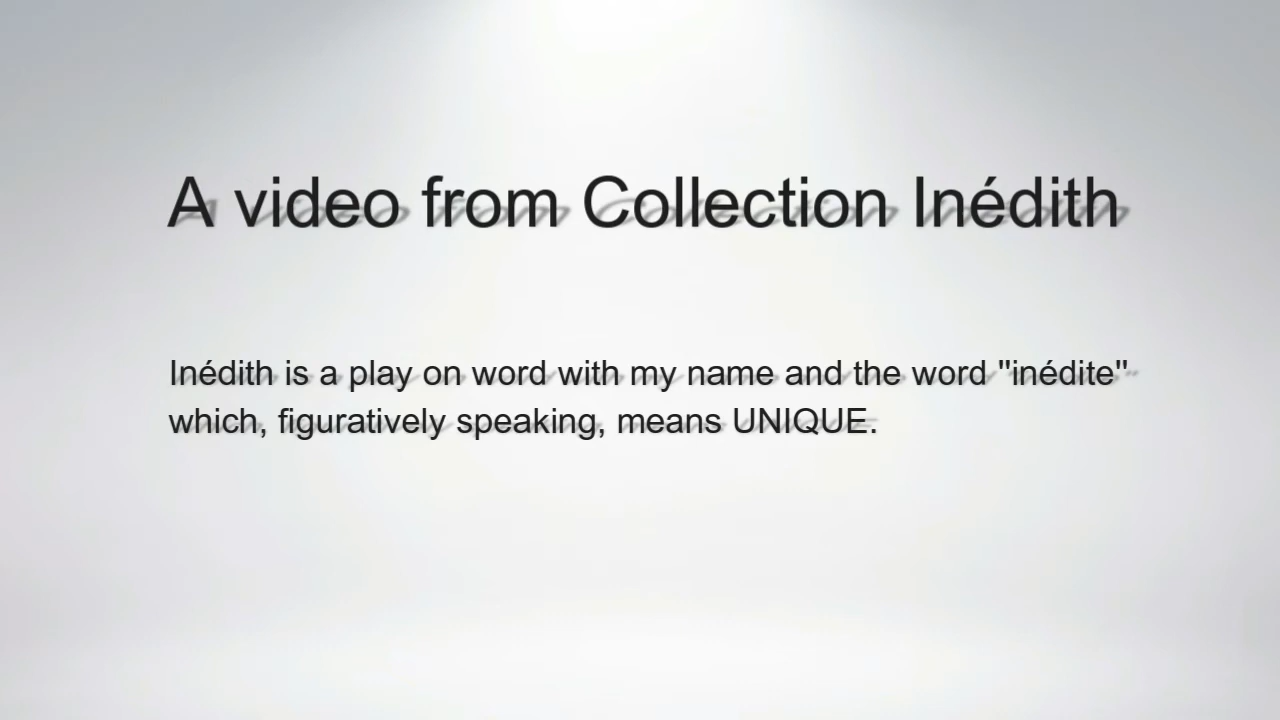 A video from Collection Inédith
Inédith is a play on word with my name and the word "inédite"
which, figuratively speaking, means UNIQUE.